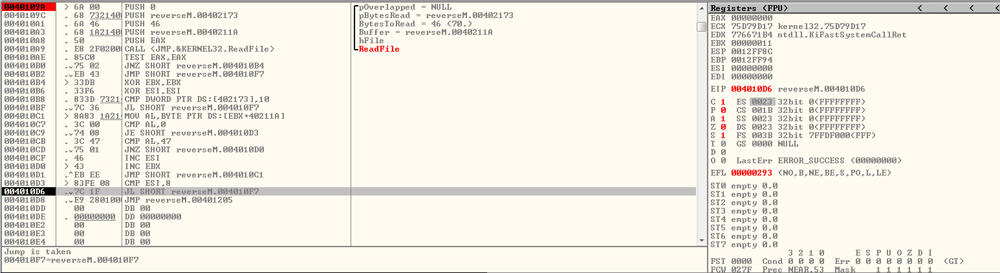 0040109A > 6A 00 PUSH 0 pOverlapped = NULL
0040109C . 68 7321400 PUSH reverseM.00402173 pBytesRead = reverseM.00402173
004010A1 . 6A 46 PUSH 46 BytesToRead = 46 (70.)
004010A3 . 68 1A21400 PUSH reverseM.0040211A Buffer = reverseM.0040211A
004010A8 . 50 PUSH EAX hFile
004010A9 . E8 2F02000 CALL <JMP.&KERNEL32.ReadFile> ReadFile
004010AE . 85C0 TEST EAX,EAX
004010B0 .. 75 02 JNZ SHORT reverseM.004010B4
004010B2 .. EB 43 JMP SHORT reverseM.004010F7
004010B4 > 33DB XOR EBX,EBX
004010B6 . 33F6 XOR ESI,ESI
004010B8 . 833D 73214 CMP DWORD PTR DS:[402173],10
004010BF .. 7C 36 JL SHORT reverseM.004010F7
004010C1 > 8A83 1A214 MOV AL,BYTE PTR DS:[EBX+40211A]
004010C7 . 3C 00 CMP AL,0
004010C9 .. 74 08 JE SHORT reverseM.004010D3
004010CB . 3C 47 CMP AL,47
004010CD .. 75 01 JNZ SHORT reverseM.004010D0
004010CF . 46 INC ESI
004010D0 > 43 INC EBX
004010D1 .^EB EE JMP SHORT reverseM.004010C1
004010D3 > 83FE 08 CMP ESI,8
004010D6 .. 7C 1F JL SHORT reverseM.004010F7
004010D8 .. E9 2801000 JMP reverseM.00401205
004010DD 00 DB 00
004010DE . 00000000 DD 00000000
004010E2 00 DB 00
004010E3 00 DB 00
004010E4 00 DB 00
Jump is taken
004010F7=reverseM.004010F7
Registers (FPU) < < < <
EAX 00000000
ECX 75D79D17 kernel32.75D79D17
EDX 776671B4 ntdll.KiFastSystemCallRet
EBX 00000011
ESP 0012FF8C
EBP 0012FF94
ESI 00000000
EDI 00000000
EIP 004010D6 reverseM.004010D6
C 1 ES 0023 32bit 0(FFFFFFFF)
P 0 CS 001B 32bit 0(FFFFFFFF)
A 1 SS 0023 32bit 0(FFFFFFFF)
Z 0 DS 0023 32bit 0(FFFFFFFF)
S 1 FS 003B 32bit 7FFDF000(FFF)
T 0 GS 0000 NULL
D 0
O 0 LastErr ERROR_SUCCESS (00000000)
EFL 00000293 (NO,B,NE,BE,S,PO,L,LE)
ST0 empty 0.0
ST1 empty 0.0
ST2 empty 0.0
ST3 empty 0.0
ST4 empty 0.0
ST5 empty 0.0
ST6 empty 0.0
ST7 empty 0.0
3 2 1 0 E S P U O Z D I
FST 0000 Cond 0 0 0 0 Err 0 0 0 0 0 0 0 0 (GT)
FCW 027F Prec NEAR,53 Mask 1 1 1 1 1 1